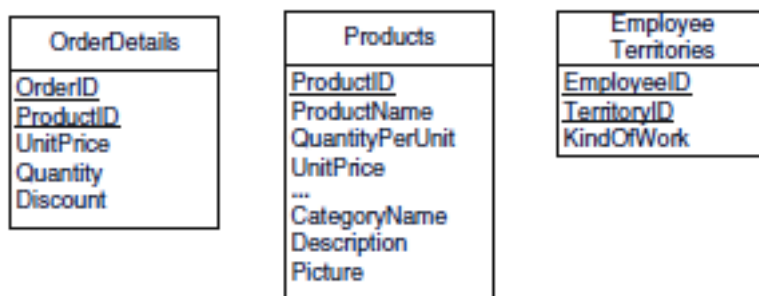 OrderDetails
OrderID
ProductID
UnitPrice
Quantity
Discount
Products
ProductID
ProductName
QuantityPerUnit
UnitPrice
...
CategoryName
Description
Picture
Employee
Territories
EmployeeID
TerritoryID
KindOfWork